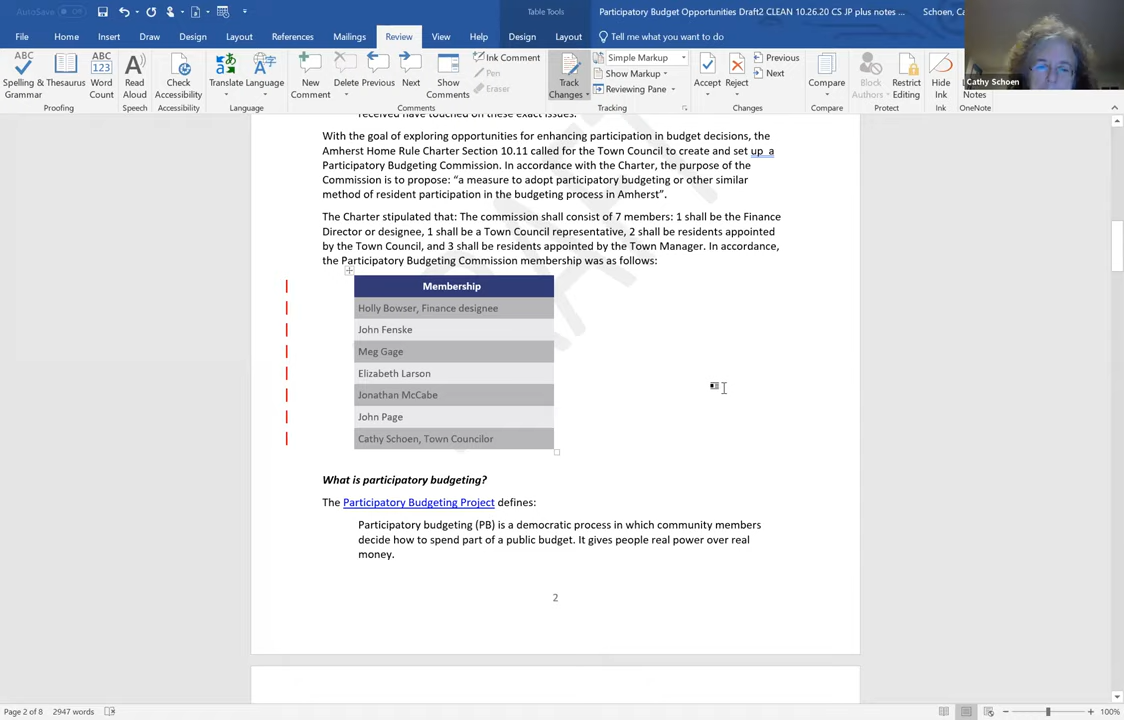 AutoSave Off
Table Tools
Participatory Budget Opportunities Draft2 CLEAN 10.26.20 CS JP plus notes ...
Schoen, Ca
File Home Insert Draw Design Layout References Mailings Review View Help Design Layout Tell me what you want to do
ABC
Spelling & Grammar
Thesaurus
ABC
123
Word Count
Proofing
Read Aloud
Speech
Check Accessibility
Accessibility
Translate Language
Language
New Comment
Delete
Previous
Next
Show Comments
Ink Comment
Pen
Eraser
Comments
Track Changes
Simple Markup
Show Markup
Reviewing Pane
Tracking
Accept
Reject
Previous
Next
Changes
Compare
Compare
Block Authors
Restrict Editing
Protect
Hide Ink
Ink
Notes
OneNote
Cathy Schoen
received have touched on these exact issues.
With the goal of exploring opportunities for enhancing participation in budget decisions, the
Amherst Home Rule Charter Section 10.11 called for the Town Council to create and set up a
Participatory Budgeting Commission. In accordance with the Charter, the purpose of the
Commission is to propose: “a measure to adopt participatory budgeting or other similar
method of resident participation in the budgeting process in Amherst”.
The Charter stipulated that: The commission shall consist of 7 members: 1 shall be the Finance
Director or designee, 1 shall be a Town Council representative, 2 shall be residents appointed
by the Town Council, and 3 shall be residents appointed by the Town Manager. In accordance,
the Participatory Budgeting Commission membership was as follows:
Membership
Holly Bowser, Finance designee
John Fenske
Meg Gage
Elizabeth Larson
Jonathan McCabe
John Page
Cathy Schoen, Town Councilor
What is participatory budgeting?
The Participatory Budgeting Project defines:
Participatory budgeting (PB) is a democratic process in which community members
decide how to spend part of a public budget. It gives people real power over real
money.
2
Page 2 of 8 2947 words
100%